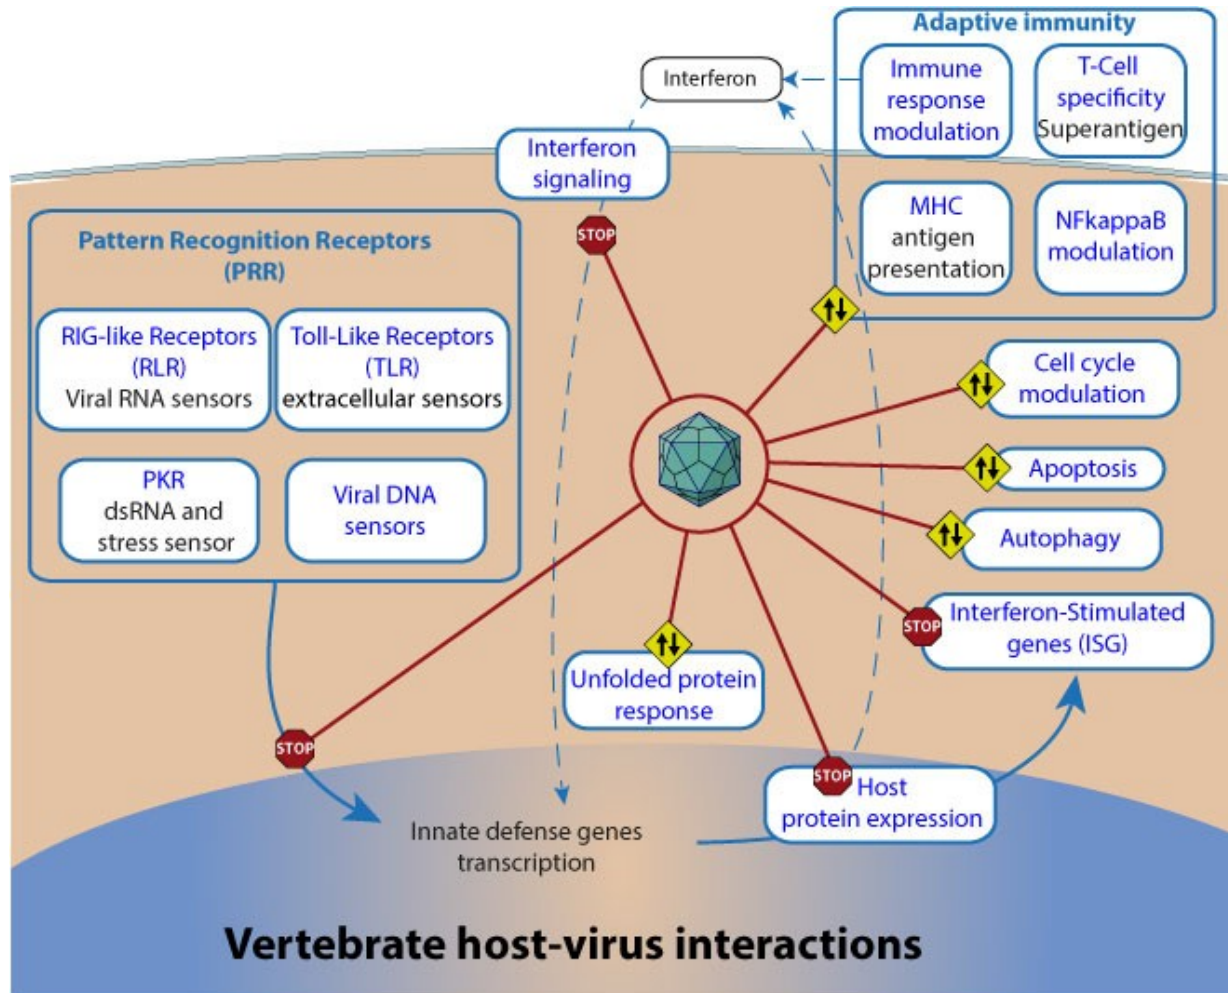 Adaptive immunity
Interferon
Immune
response
modulation
T-Cell
specificity
Superantigen
Interferon
signaling
MHC
antigen
presentation
NFkappaB
modulation
STOP
Pattern Recognition Receptors
(PRR)
RIG-like Receptors
(RLR)
Viral RNA sensors
Toll-Like Receptors
(TLR)
extracellular sensors
PKR
dsRNA and
stress sensor
Viral DNA
sensors
Cell cycle
modulation
Apoptosis
Autophagy
STOP
Interferon-Stimulated
genes (ISG)
Unfolded protein
response
STOP
STOP
Host
protein expression
Innate defense genes
transcription
Vertebrate host-virus interactions